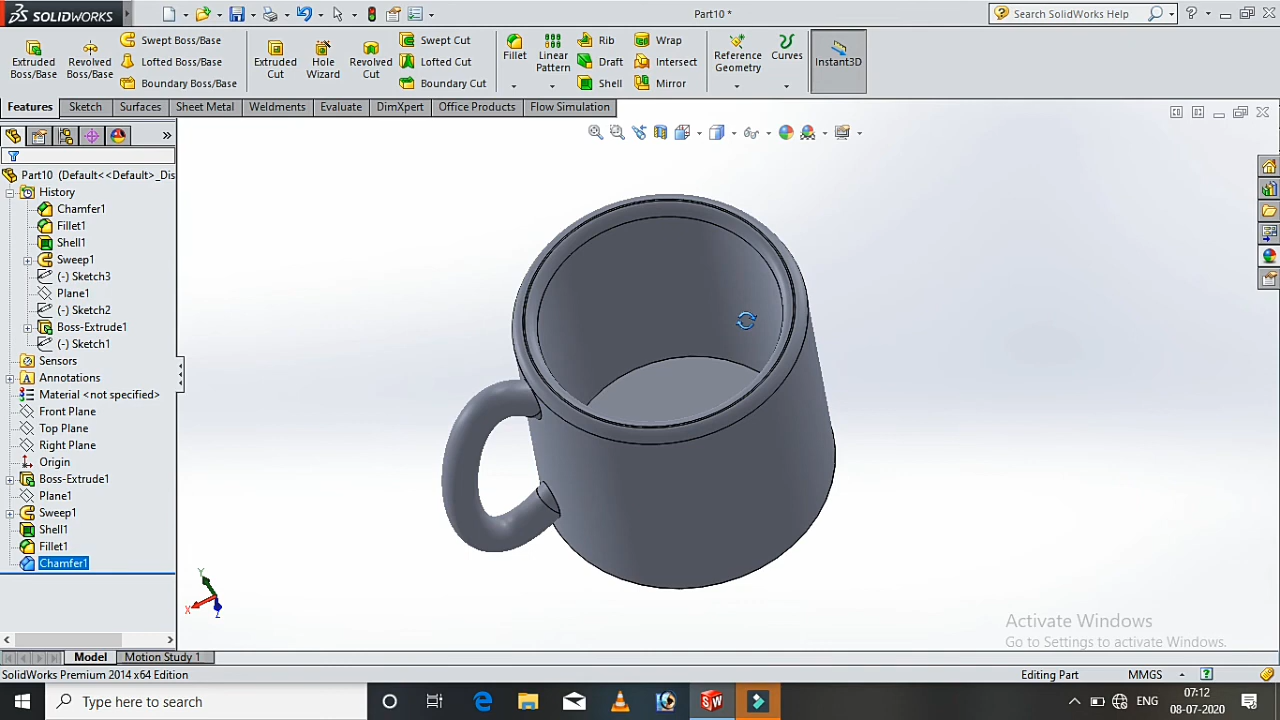 SOLIDWORKS
Part10 *
Search SolidWorks Help
Extruded Boss/Base
Revolved Boss/Base
Swept Boss/Base
Lofted Boss/Base
Boundary Boss/Base
Extruded Cut
Hole Wizard
Revolved Cut
Swept Cut
Lofted Cut
Boundary Cut
Fillet
Linear Pattern
Rib
Draft
Shell
Wrap
Intersect
Mirror
Reference Geometry
Curves
Instant3D
Features Sketch Surfaces Sheet Metal Weldments Evaluate DimXpert Office Products Flow Simulation
Part10 (Default<<Default>_Dis
History
Chamfer1
Fillet1
Shell1
Sweep1
(-) Sketch3
Plane1
(-) Sketch2
Boss-Extrude1
(-) Sketch1
Sensors
Annotations
Material <not specified>
Front Plane
Top Plane
Right Plane
Origin
Boss-Extrude1
Plane1
Sweep1
Shell1
Fillet1
Chamfer1
Y
X
Z
Activate Windows
Go to Settings to activate Windows.
Model Motion Study 1
SolidWorks Premium 2014 x64 Edition
Editing Part
MMGS
Type here to search
ENG
07:12
08-07-2020